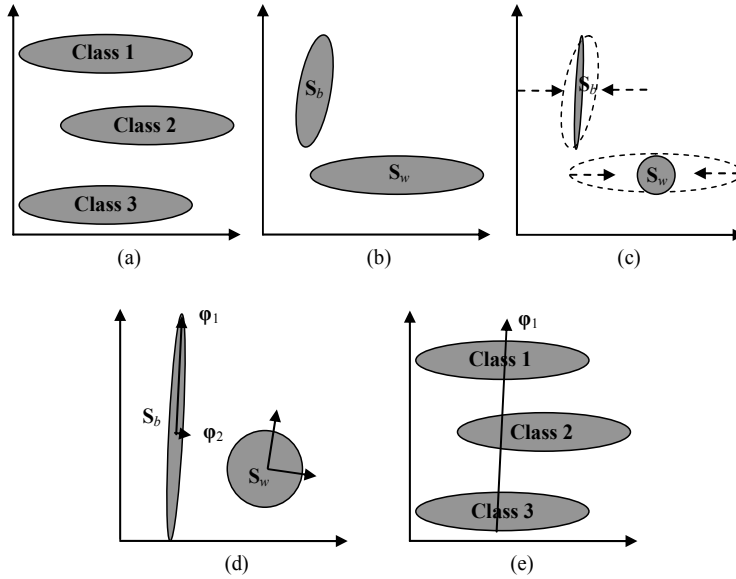 Class 1
Class 2
Class 3
(a)
S_b
S_w
(b)
S_b
S_w
(c)
φ₁
S_b
φ₂
S_w
(d)
φ₁
Class 1
Class 2
Class 3
(e)